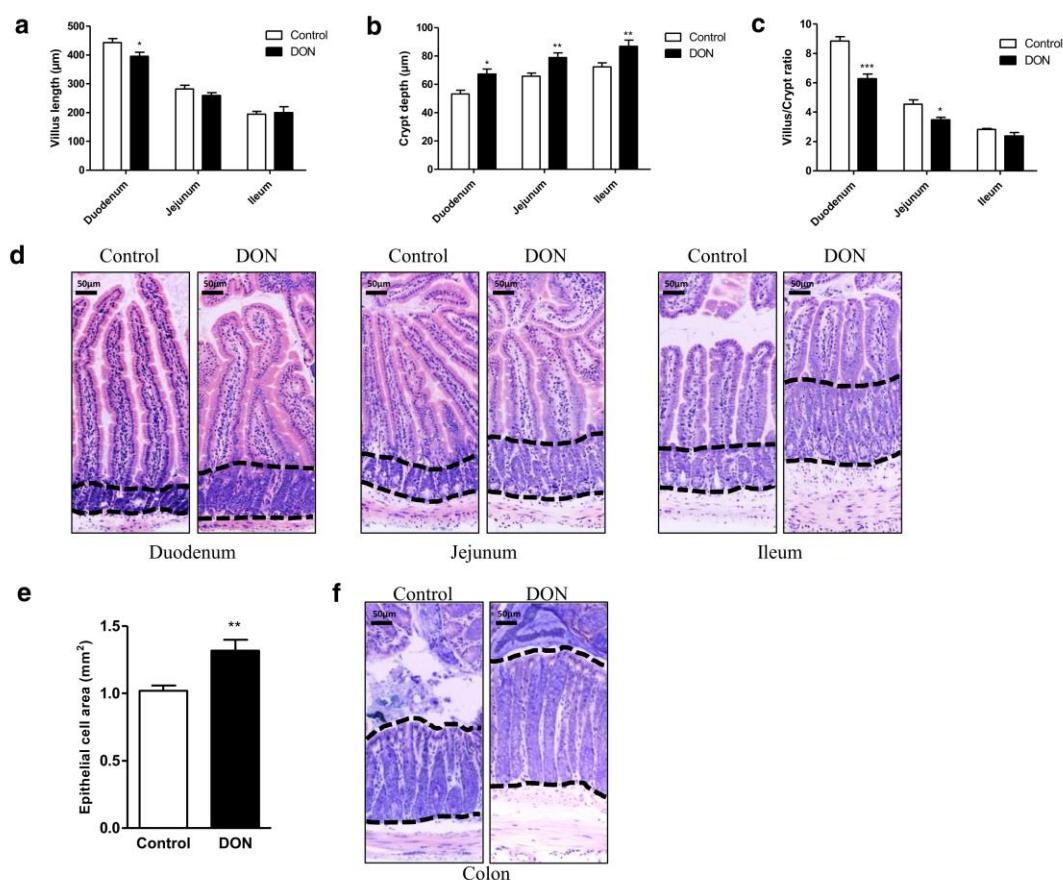 a
Villus length (μm)
500
400
300
200
100
0
*
Control
DON
Duodenum
Jejunum
Ileum
b
Crypt depth (μm)
100
80
60
40
20
0
*
**
**
Control
DON
Duodenum
Jejunum
Ileum
c
Villus/Crypt ratio
10
8
6
4
2
0
***
*
Control
DON
Duodenum
Jejunum
Ileum
d
Control
DON
50μm
50μm
Duodenum
Control
DON
50μm
50μm
Jejunum
Control
DON
50μm
50μm
Ileum
e
Epithelial cell area (mm²)
1.5
1.0
0.5
0.0
**
Control
DON
f
Control
DON
50μm
50μm
Colon